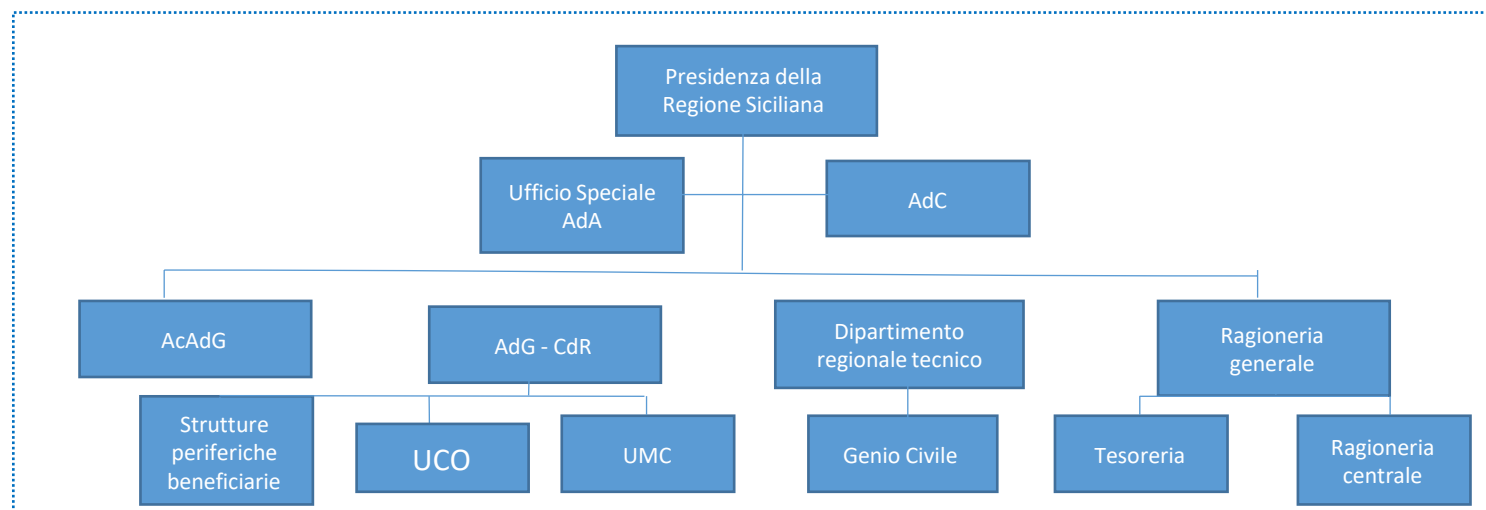 Presidenza della
Regione Siciliana
Ufficio Speciale
AdA
AdC
AcAdG
AdG - CdR
Dipartimento
regionale tecnico
Ragioneria
generale
Strutture
periferiche
beneficiarie
UCO
UMC
Genio Civile
Tesoreria
Ragioneria
centrale